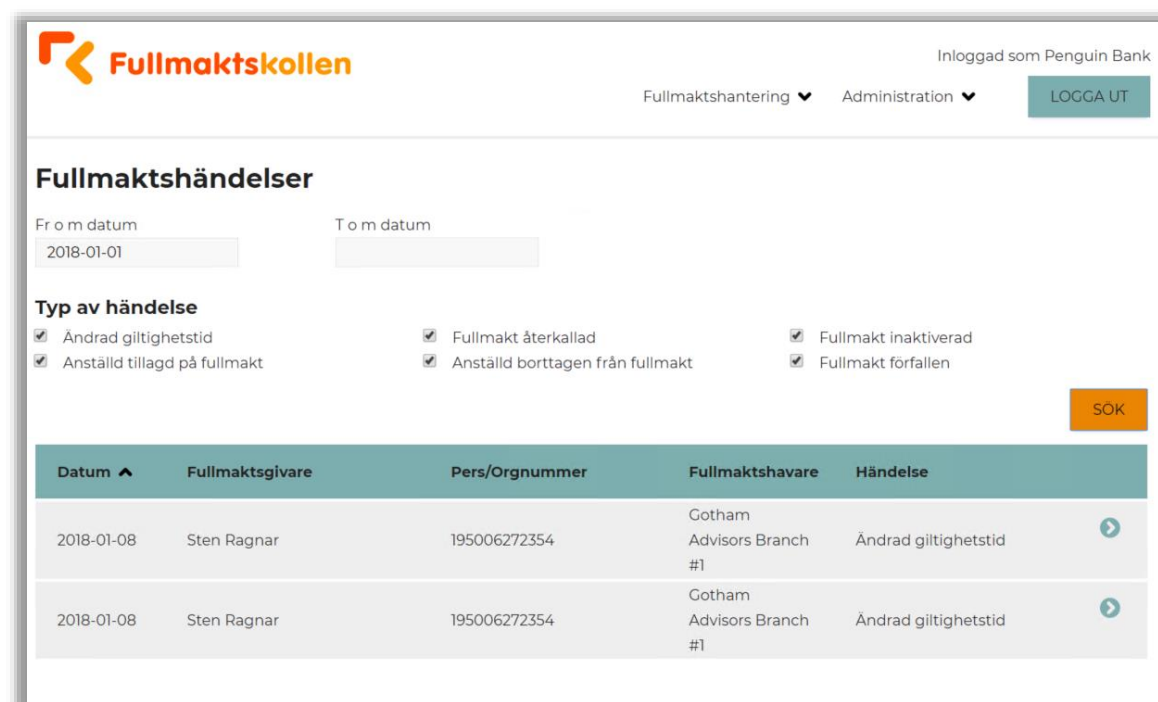 Fullmaktskollen
Inloggad som Penguin Bank
Fullmaktshantering Administration LOGGA UT
Fullmaktshändelser
Fr o m datum T o m datum
2018-01-01
Typ av händelse
Ändrad giltighetstid Fullmakt återkallad Fullmakt inaktiverad
Anställd tillagd på fullmakt Anställd borttagen från fullmakt Fullmakt förfallen
SÖK
Datum Fullmaktsgivare Pers/Orgnummer Fullmaktshavare Händelse
Gotham
2018-01-08 Sten Ragnar 195006272354 Advisors Branch Ändrad giltighetstid
#1
Gotham
2018-01-08 Sten Ragnar 195006272354 Advisors Branch Ändrad giltighetstid
#1